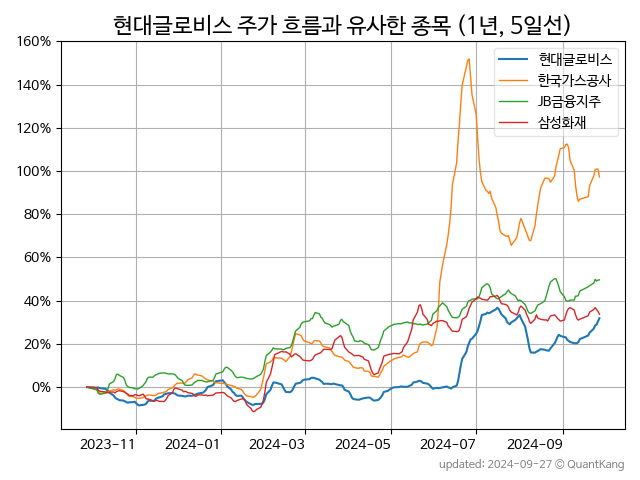 현대글로비스 주가 흐름과 유사한 종목 (1년, 5일선)
160%
140%
120%
100%
80%
60%
40%
20%
0%
현대글로비스
한국가스공사
JB금융지주
삼성화재
2023-11 2024-01 2024-03 2024-05 2024-07 2024-09
updated: 2024-09-27 © QuantKang